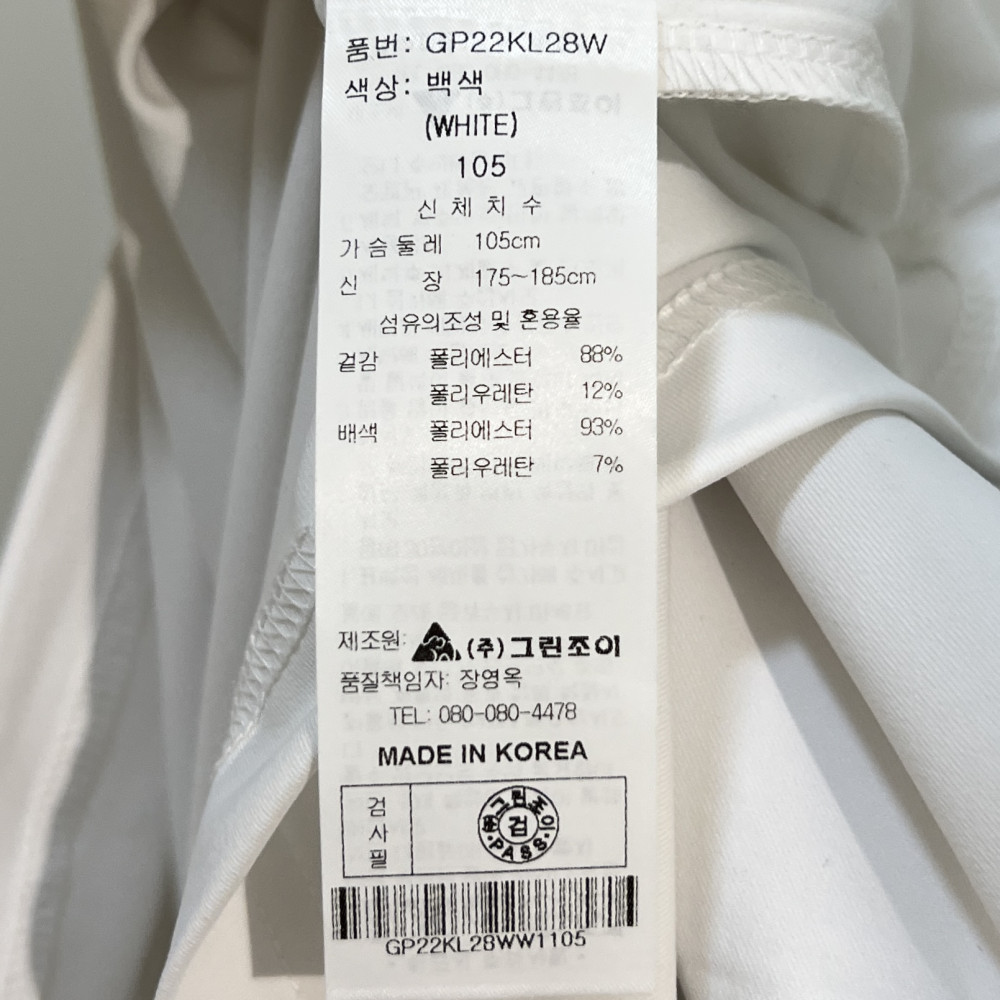 품번: GP22KL28W
색상: 백색
(WHITE)
105
신 체 치 수
가슴둘레 105cm
신 장 175~185cm
섬유의조성 및 혼용율
겉감 폴리에스터 88%
폴리우레탄 12%
배색 폴리에스터 93%
폴리우레탄 7%
제조원: (주)그린조이
품질책임자: 장영옥
TEL: 080-080-4478
MADE IN KOREA
검사필
그린조이
검
PASS
GP22KL28WW1105